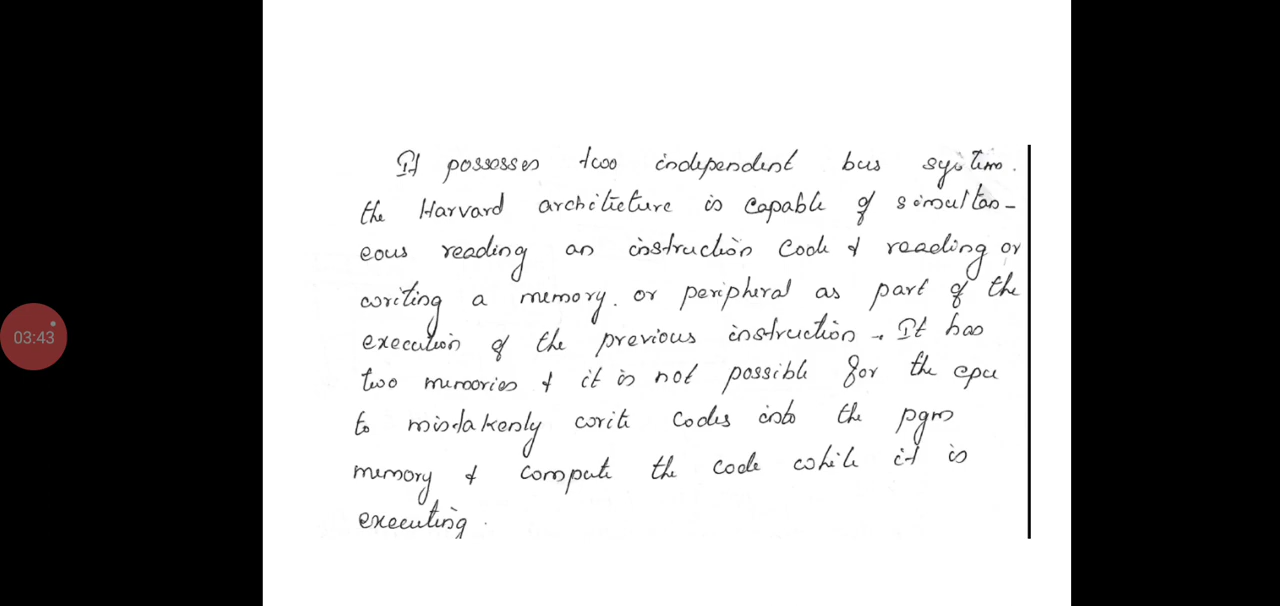 03:43
It possesses two independent bus system.
the Harvard architecture is capable of simultan-
eous reading an instruction code & reading or
writing a memory. or peripheral as part of the
execution of the previous instruction. It has
two memories & it is not possible for the cpu
to mistakenly write codes into the pgm
memory & compute the code while it is
executing.